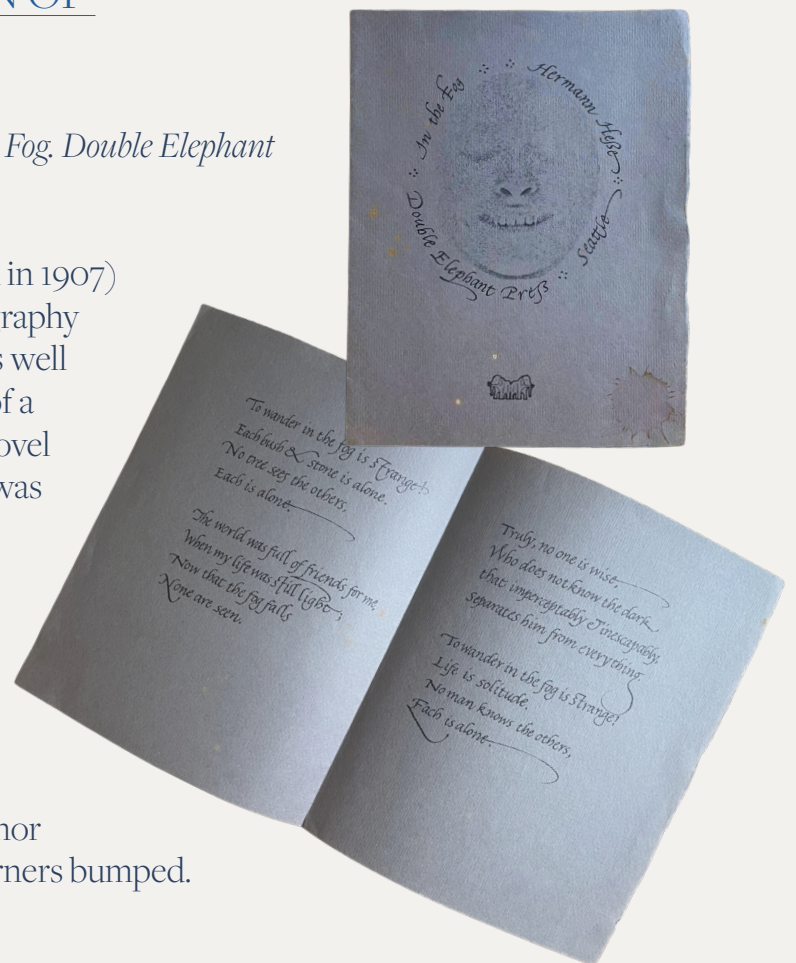 N OF
Fog. Double Elephant
in 1907)
raphy
s well
of a
ovel
was
nor
rners bumped.
In the Fog
Hermann Heße
Seattle
Double Elephant Preß
To wander in the fog is strange!
Each bush & stone is alone.
No tree sees the others,
Each is alone.
The world was full of friends for me,
When my life was still light;
Now that the fog falls
None are seen.
Truly, no one is wise
Who does not know the dark
that imperceptably & inescapably,
separates him from everything.
To wander in the fog is strange!
Life is solitude,
No man knows the others,
Each is alone.